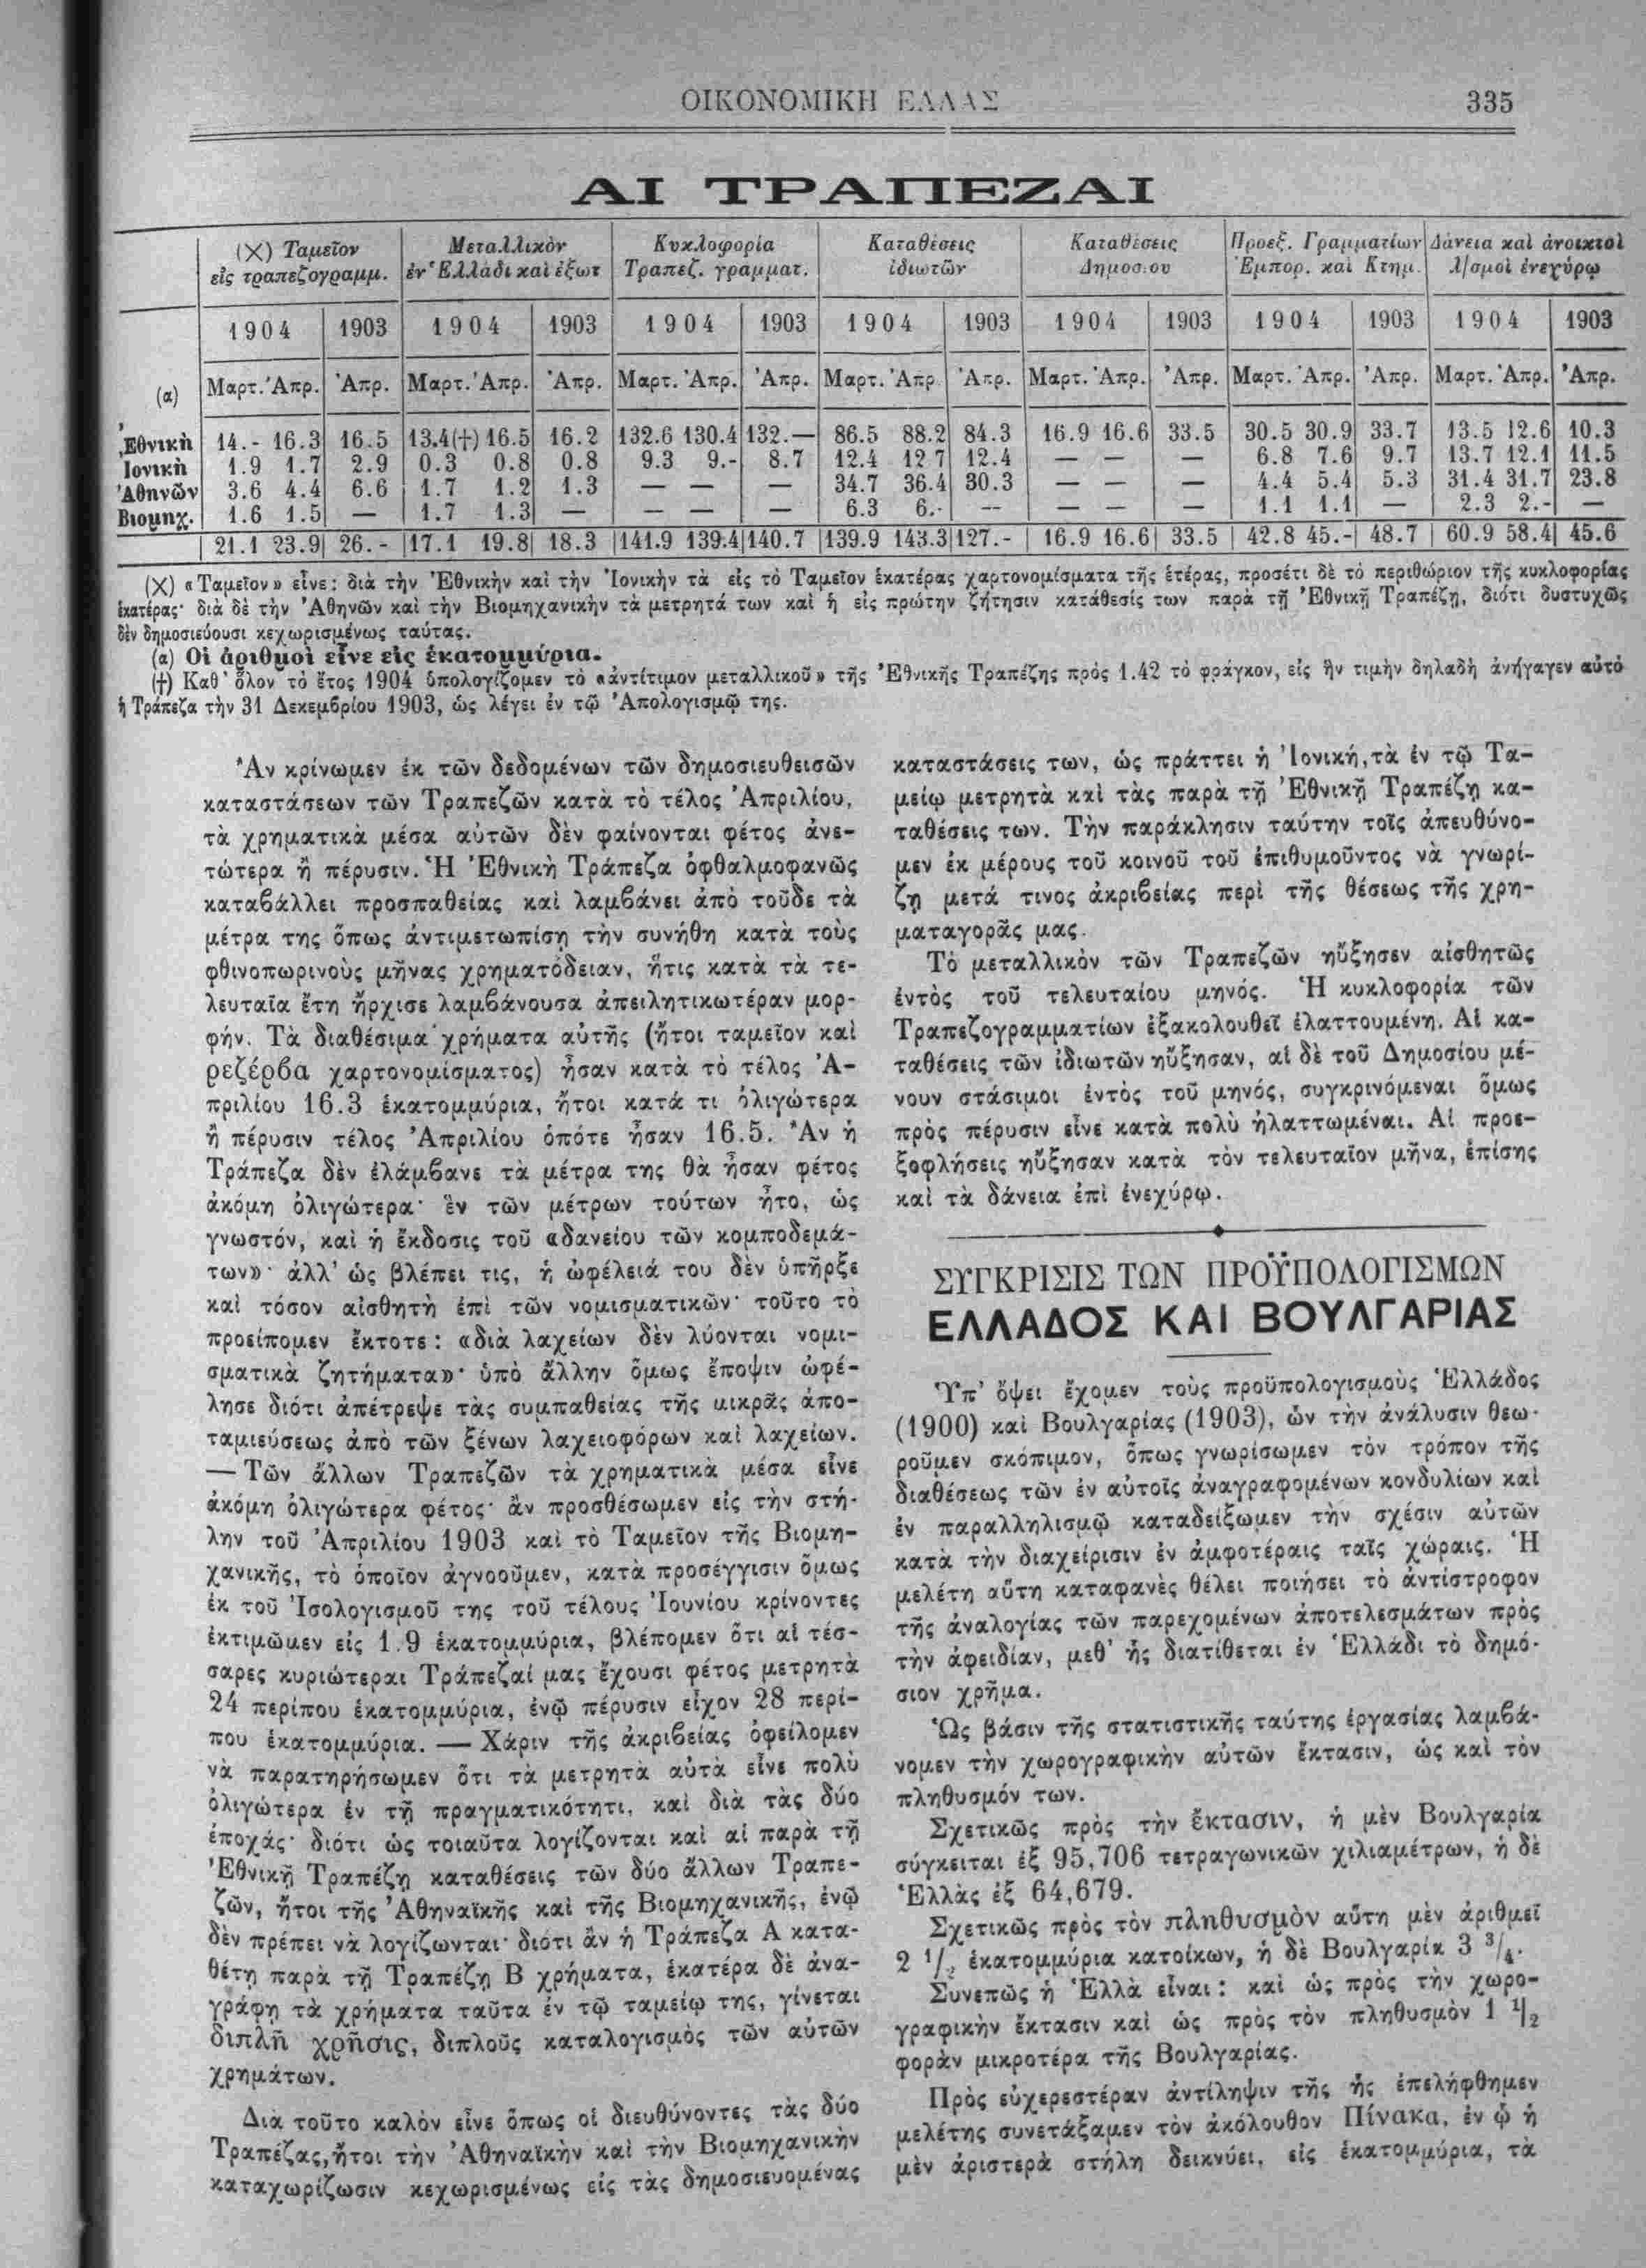 ΟΙΚΟΝΟΜΙΚΗ ΕΛΛΑΣ 335
ΑΙ ΤΡΑΠΕΖΑΙ
(Χ) Ταμεῖον εἰς τραπεζογραμμ. | Μεταλλικὸν ἐν Ἑλλάδι καὶ ἐξωτ | Κυκλοφορία Τραπεζ. γραμματ. | Καταθέσεις ἰδιωτῶν | Καταθέσεις Δημοσίου | Προεξ. Γραμματίων Ἐμπορ. καὶ Κτημ. | Δάνεια καὶ ἀνοικτοὶ λ/σμοὶ ἐνεχύρῳ
1904 | 1903 | 1904 | 1903 | 1904 | 1903 | 1904 | 1903 | 1904 | 1903 | 1904 | 1903 | 1904 | 1903
(α) | Μαρτ. Ἀπρ. | Ἀπρ. | Μαρτ. Ἀπρ. | Ἀπρ. | Μαρτ. Ἀπρ. | Ἀπρ. | Μαρτ. Ἀπρ | Ἀπρ. | Μαρτ. Ἀπρ. | Ἀπρ. | Μαρτ. Ἀπρ. | Ἀπρ. | Μαρτ. Ἀπρ. | Ἀπρ.
Ἐθνικὴ | 14.- 16.3 | 16.5 | 13.4(†) 16.5 | 16.2 | 132.6 130.4 | 132.— | 86.5 88.2 | 84.3 | 16.9 16.6 | 33.5 | 30.5 30.9 | 33.7 | 13.5 12.6 | 10.3
Ἰονικὴ | 1.9 1.7 | 2.9 | 0.3 0.8 | 0.8 | 9.3 9.- | 8.7 | 12.4 12 7 | 12.4 | — — | — | 6.8 7.6 | 9.7 | 13.7 12.1 | 11.5
Ἀθηνῶν | 3.6 4.4 | 6.6 | 1.7 1.2 | 1.3 | — — | — | 34.7 36.4 | 30.3 | — — | — | 4.4 5.4 | 5.3 | 31.4 31.7 | 23.8
Βιομηχ. | 1.6 1.5 | — | 1.7 1.3 | — | — — | — | 6.3 6.- | -- | — — | — | 1.1 1.1 | — | 2.3 2.- | —
21.1 23.9 | 26.- | 17.1 19.8 | 18.3 | 141.9 139.4 | 140.7 | 139.9 143.3 | 127.- | 16.9 16.6 | 33.5 | 42.8 45.- | 48.7 | 60.9 58.4 | 45.6
(Χ) «Ταμεῖον» εἶνε: διὰ τὴν Ἐθνικὴν καὶ τὴν Ἰονικὴν τὰ εἰς τὸ Ταμεῖον ἑκατέρας χαρτονομίσματα τῆς ἑτέρας, προσέτι δὲ τὸ περιθώριον τῆς κυκλοφορίας
ἑκατέρας· διὰ δὲ τὴν Ἀθηνῶν καὶ τὴν Βιομηχανικὴν τὰ μετρητά των καὶ ἡ εἰς πρώτην ζήτησιν κατάθεσίς των παρὰ τῇ Ἐθνικῇ Τραπέζῃ, διότι δυστυχῶς
δὲν δημοσιεύουσι κεχωρισμένως ταύτας.
(α) Οἱ ἀριθμοὶ εἶνε εἰς ἑκατομμύρια.
(†) Καθ᾽ ὅλον τὸ ἔτος 1904 ὑπολογίζομεν τὸ «ἀντίτιμον μεταλλικοῦ» τῆς Ἐθνικῆς Τραπέζης πρὸς 1.42 τὸ φράγκον, εἰς ἣν τιμὴν δηλαδὴ ἀνήγαγεν αὐτὸ
ἡ Τράπεζα τὴν 31 Δεκεμβρίου 1903, ὡς λέγει ἐν τῷ Ἀπολογισμῷ της.
Ἂν κρίνωμεν ἐκ τῶν δεδομένων τῶν δημοσιευθεισῶν
καταστάσεων τῶν Τραπεζῶν κατὰ τὸ τέλος Ἀπριλίου,
τὰ χρηματικὰ μέσα αὐτῶν δὲν φαίνονται φέτος ἀνε-
τώτερα ἢ πέρυσιν. Ἡ Ἐθνικὴ Τράπεζα ὀφθαλμοφανῶς
καταβάλλει προσπαθείας καὶ λαμβάνει ἀπὸ τοῦδε τὰ
μέτρα της ὅπως ἀντιμετωπίσῃ τὴν συνήθη κατὰ τοὺς
φθινοπωρινοὺς μῆνας χρηματόδειαν, ἥτις κατὰ τὰ τε-
λευταῖα ἔτη ἤρχισε λαμβάνουσα ἀπειλητικωτέραν μορ-
φήν. Τὰ διαθέσιμα χρήματα αὐτῆς (ἤτοι ταμεῖον καὶ
ρεζέρβα χαρτονομίσματος) ἦσαν κατὰ τὸ τέλος Ἀ-
πριλίου 16.3 ἑκατομμύρια, ἤτοι κατά τι ὀλιγώτερα
ἢ πέρυσιν τέλος Ἀπριλίου ὁπότε ἦσαν 16.5. Ἂν ἡ
Τράπεζα δὲν ἐλάμβανε τὰ μέτρα της θὰ ἦσαν φέτος
ἀκόμη ὀλιγώτερα· ἓν τῶν μέτρων τούτων ἦτο, ὡς
γνωστόν, καὶ ἡ ἔκδοσις τοῦ «δανείου τῶν κομποδεμά-
των»· ἀλλ᾽ ὡς βλέπει τις, ἡ ὠφέλειά του δὲν ὑπῆρξε
καὶ τόσον αἰσθητὴ ἐπὶ τῶν νομισματικῶν· τοῦτο τὸ
προείπομεν ἔκτοτε: «διὰ λαχείων δὲν λύονται νομι-
σματικὰ ζητήματα»· ὑπὸ ἄλλην ὅμως ἔποψιν ὠφέ-
λησε διότι ἀπέτρεψε τὰς συμπαθείας τῆς μικρᾶς ἀπο-
ταμιεύσεως ἀπὸ τῶν ξένων λαχειοφόρων καὶ λαχείων.
— Τῶν ἄλλων Τραπεζῶν τὰ χρηματικὰ μέσα εἶνε
ἀκόμη ὀλιγώτερα φέτος· ἂν προσθέσωμεν εἰς τὴν στή-
λην τοῦ Ἀπριλίου 1903 καὶ τὸ Ταμεῖον τῆς Βιομη-
χανικῆς, τὸ ὁποῖον ἀγνοοῦμεν, κατὰ προσέγγισιν ὅμως
ἐκ τοῦ Ἰσολογισμοῦ της τοῦ τέλους Ἰουνίου κρίνοντες
ἐκτιμῶμεν εἰς 1.9 ἑκατομμύρια, βλέπομεν ὅτι αἱ τέσ-
σαρες κυριώτεραι Τράπεζαί μας ἔχουσι φέτος μετρητὰ
24 περίπου ἑκατομμύρια, ἐνῷ πέρυσιν εἶχον 28 περί-
που ἑκατομμύρια. — Χάριν τῆς ἀκριβείας ὀφείλομεν
νὰ παρατηρήσωμεν ὅτι τὰ μετρητὰ αὐτὰ εἶνε πολὺ
ὀλιγώτερα ἐν τῇ πραγματικότητι, καὶ διὰ τὰς δύο
ἐποχάς· διότι ὡς τοιαῦτα λογίζονται καὶ αἱ παρὰ τῇ
Ἐθνικῇ Τραπέζῃ καταθέσεις τῶν δύο ἄλλων Τραπε-
ζῶν, ἤτοι τῆς Ἀθηναϊκῆς καὶ τῆς Βιομηχανικῆς, ἐνῷ
δὲν πρέπει νὰ λογίζωνται· διότι ἂν ἡ Τράπεζα Α κατα-
θέτῃ παρὰ τῇ Τραπέζῃ Β χρήματα, ἑκατέρα δὲ ἀνα-
γράφῃ τὰ χρήματα ταῦτα ἐν τῷ ταμείῳ της, γίνεται
διπλῆ χρῆσις, διπλοῦς καταλογισμὸς τῶν αὐτῶν
χρημάτων.
Διὰ τοῦτο καλὸν εἶνε ὅπως οἱ διευθύνοντες τὰς δύο
Τραπέζας, ἤτοι τὴν Ἀθηναϊκὴν καὶ τὴν Βιομηχανικὴν
καταχωρίζωσιν κεχωρισμένως εἰς τὰς δημοσιευομένας
καταστάσεις των, ὡς πράττει ἡ Ἰονική, τὰ ἐν τῷ Τα-
μείῳ μετρητὰ καὶ τὰς παρὰ τῇ Ἐθνικῇ Τραπέζῃ κα-
ταθέσεις των. Τὴν παράκλησιν ταύτην τοῖς ἀπευθύνο-
μεν ἐκ μέρους τοῦ κοινοῦ τοῦ ἐπιθυμοῦντος νὰ γνωρί-
ζῃ μετά τινος ἀκριβείας περὶ τῆς θέσεως τῆς χρη-
ματαγορᾶς μας.
Τὸ μεταλλικὸν τῶν Τραπεζῶν ηὔξησεν αἰσθητῶς
ἐντὸς τοῦ τελευταίου μηνός. Ἡ κυκλοφορία τῶν
Τραπεζογραμματίων ἐξακολουθεῖ ἐλαττουμένη. Αἱ κα-
ταθέσεις τῶν ἰδιωτῶν ηὔξησαν, αἱ δὲ τοῦ Δημοσίου μέ-
νουν στάσιμοι ἐντὸς τοῦ μηνός, συγκρινόμεναι ὅμως
πρὸς πέρυσιν εἶνε κατὰ πολὺ ἠλαττωμέναι. Αἱ προε-
ξοφλήσεις ηὔξησαν κατὰ τὸν τελευταῖον μῆνα, ἐπίσης
καὶ τὰ δάνεια ἐπὶ ἐνεχύρῳ.
ΣΥΓΚΡΙΣΙΣ ΤΩΝ ΠΡΟΫΠΟΛΟΓΙΣΜΩΝ
ΕΛΛΑΔΟΣ ΚΑΙ ΒΟΥΛΓΑΡΙΑΣ
Ὑπ᾽ ὄψει ἔχομεν τοὺς προϋπολογισμοὺς Ἑλλάδος
(1900) καὶ Βουλγαρίας (1903), ὧν τὴν ἀνάλυσιν θεω-
ροῦμεν σκόπιμον, ὅπως γνωρίσωμεν τὸν τρόπον τῆς
διαθέσεως τῶν ἐν αὐτοῖς ἀναγραφομένων κονδυλίων καὶ
ἐν παραλληλισμῷ καταδείξωμεν τὴν σχέσιν αὐτῶν
κατὰ τὴν διαχείρισιν ἐν ἀμφοτέραις ταῖς χώραις. Ἡ
μελέτη αὕτη καταφανὲς θέλει ποιήσει τὸ ἀντίστροφον
τῆς ἀναλογίας τῶν παρεχομένων ἀποτελεσμάτων πρὸς
τὴν ἀφειδίαν, μεθ᾽ ἧς διατίθεται ἐν Ἑλλάδι τὸ δημό-
σιον χρῆμα.
Ὡς βάσιν τῆς στατιστικῆς ταύτης ἐργασίας λαμβά-
νομεν τὴν χωρογραφικὴν αὐτῶν ἔκτασιν, ὡς καὶ τὸν
πληθυσμόν των.
Σχετικῶς πρὸς τὴν ἔκτασιν, ἡ μὲν Βουλγαρία
σύγκειται ἐξ 95,706 τετραγωνικῶν χιλιαμέτρων, ἡ δὲ
Ἑλλὰς ἐξ 64,679.
Σχετικῶς πρὸς τὸν πληθυσμὸν αὕτη μὲν ἀριθμεῖ
2 1/2 ἑκατομμύρια κατοίκων, ἡ δὲ Βουλγαρία 3 3/4.
Συνεπῶς ἡ Ἑλλὰ εἶναι: καὶ ὡς πρὸς τὴν χωρο-
γραφικὴν ἔκτασιν καὶ ὡς πρὸς τὸν πληθυσμὸν 1 1/2
φορὰν μικροτέρα τῆς Βουλγαρίας.
Πρὸς εὐχερεστέραν ἀντίληψιν τῆς ἧς ἐπελήφθημεν
μελέτης συνετάξαμεν τὸν ἀκόλουθον Πίνακα, ἐν ᾧ ἡ
μὲν ἀριστερὰ στήλη δεικνύει, εἰς ἑκατομμύρια, τὰ